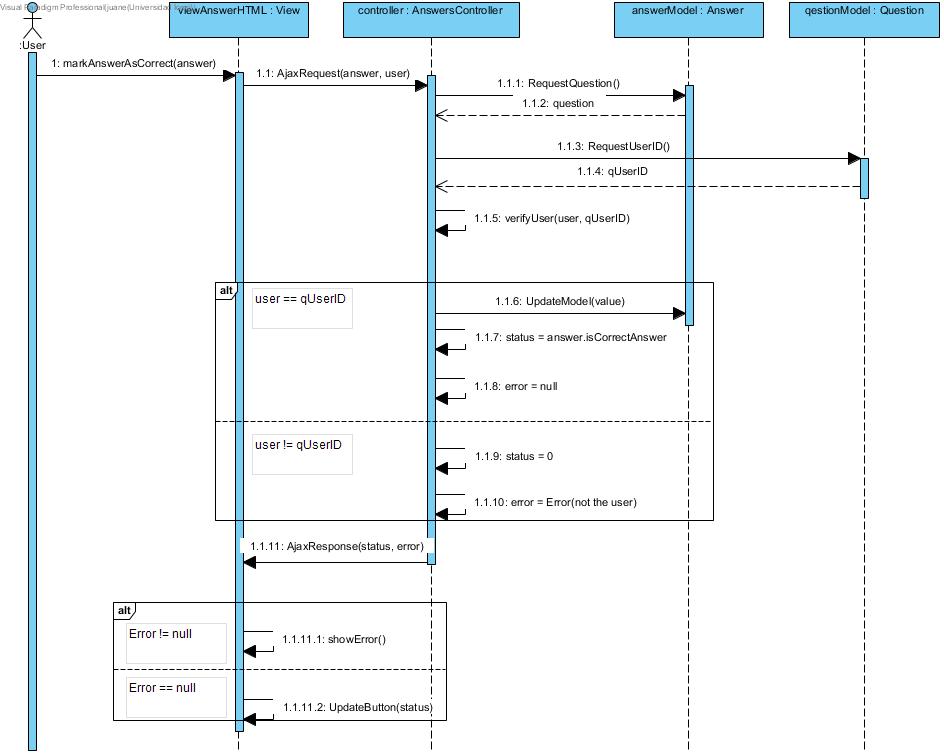 Visual Paradigm Professional(juane(Universidad
viewAnswerHTML : View
controller : AnswersController
answerModel : Answer
qestionModel : Question
:User
1: markAnswerAsCorrect(answer)
1.1: AjaxRequest(answer, user)
1.1.1: RequestQuestion()
1.1.2: question
1.1.3: RequestUserID()
1.1.4: qUserID
1.1.5: verifyUser(user, qUserID)
alt
user == qUserID
1.1.6: UpdateModel(value)
1.1.7: status = answer.isCorrectAnswer
1.1.8: error = null
user != qUserID
1.1.9: status = 0
1.1.10: error = Error(not the user)
1.1.11: AjaxResponse(status, error)
alt
Error != null
1.1.11.1: showError()
Error == null
1.1.11.2: UpdateButton(status)